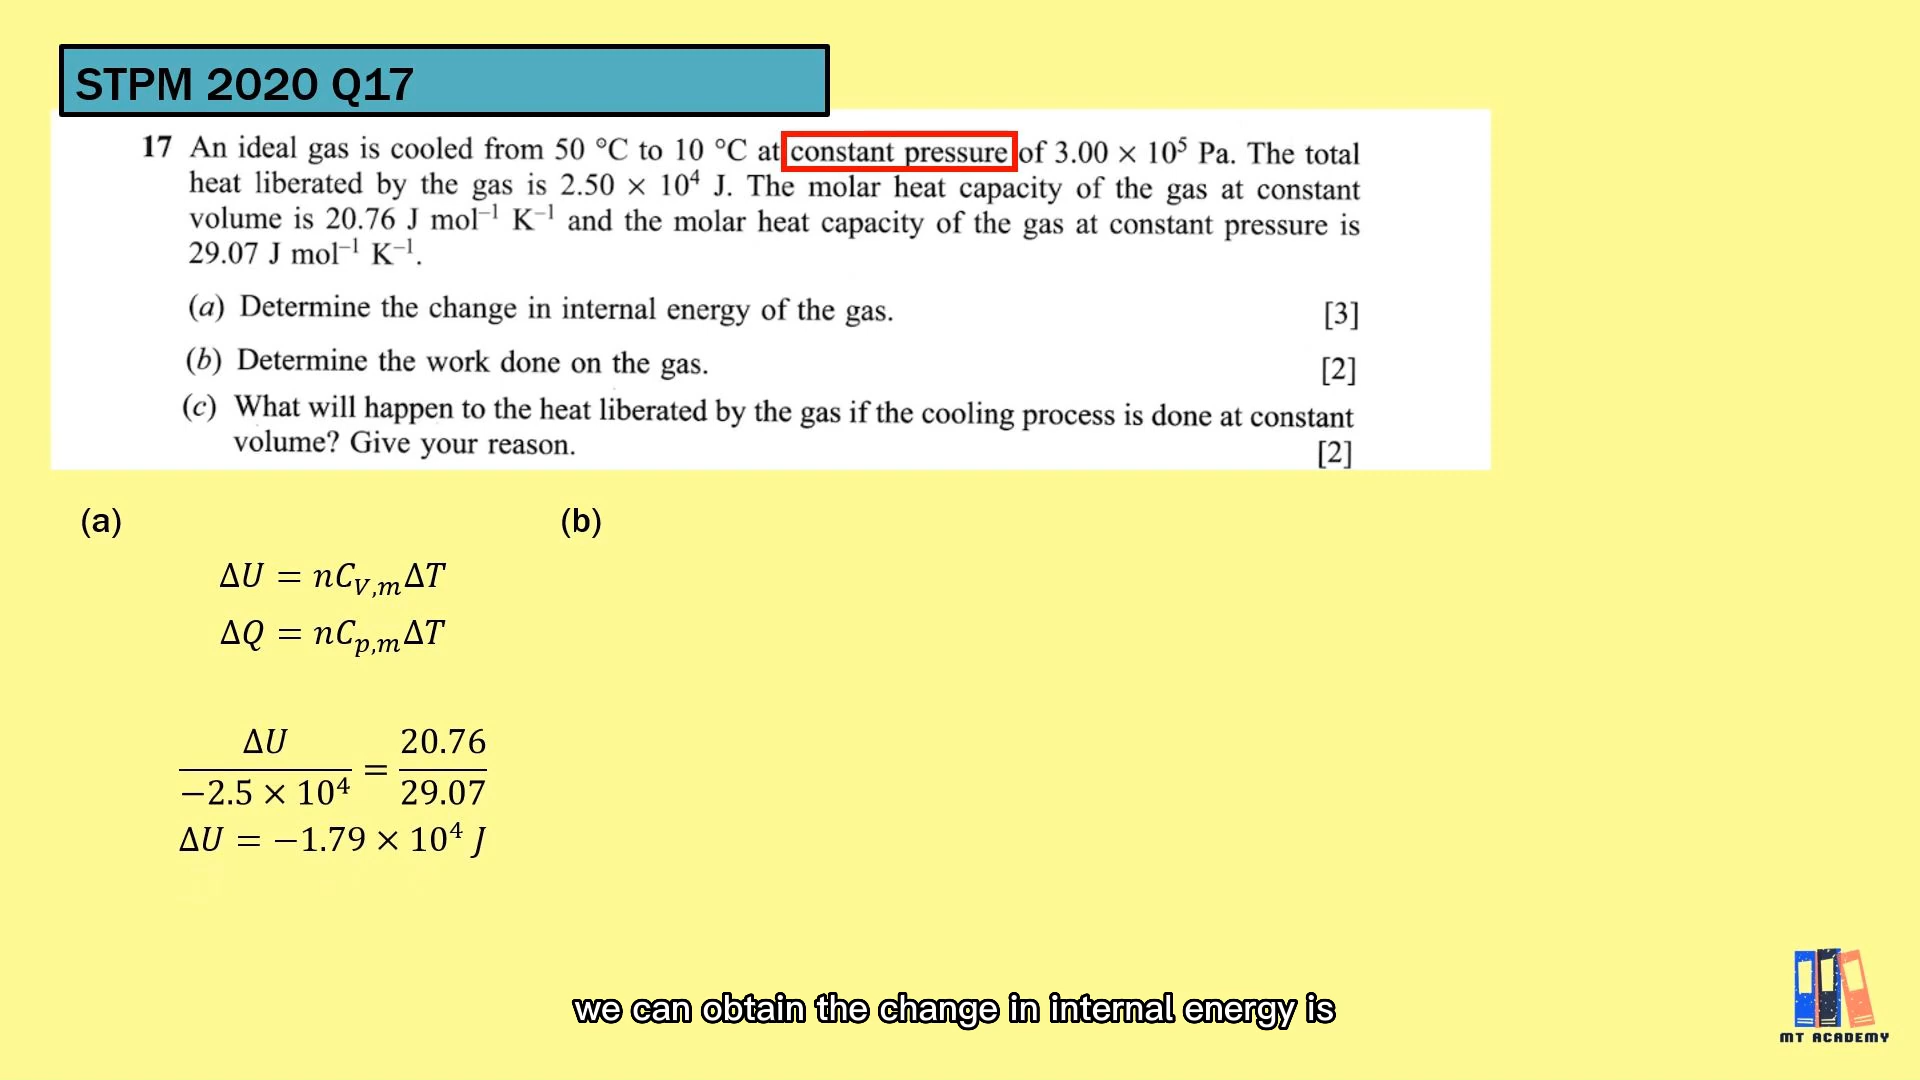 STPM 2020 Q17
17 An ideal gas is cooled from 50 °C to 10 °C at constant pressure of 3.00 × 10⁵ Pa. The total
heat liberated by the gas is 2.50 × 10⁴ J. The molar heat capacity of the gas at constant
volume is 20.76 J mol⁻¹ K⁻¹ and the molar heat capacity of the gas at constant pressure is
29.07 J mol⁻¹ K⁻¹.
(a) Determine the change in internal energy of the gas. [3]
(b) Determine the work done on the gas. [2]
(c) What will happen to the heat liberated by the gas if the cooling process is done at constant
volume? Give your reason. [2]
(a)
ΔU = nC_{V,m}ΔT
ΔQ = nC_{p,m}ΔT
ΔU / −2.5 × 10⁴ = 20.76 / 29.07
ΔU = −1.79 × 10⁴ J
(b)
we can obtain the change in internal energy is
MT ACADEMY